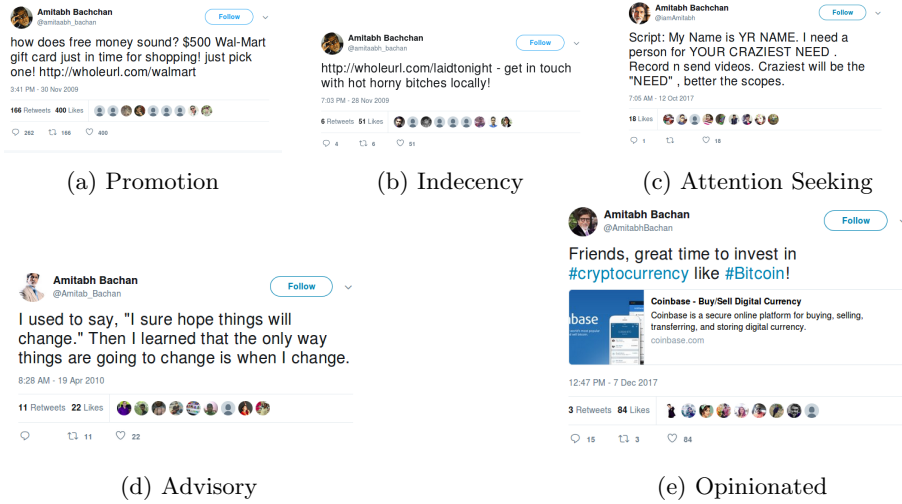 Amitabh Bachchan
@amitaabh_bachan
Follow
how does free money sound? $500 Wal-Mart
gift card just in time for shopping! just pick
one! http://wholeurl.com/walmart
3:41 PM - 30 Nov 2009
166 Retweets 400 Likes
262 166 400
(a) Promotion
Amitabh Bachchan
@amitaabh_bachan
Follow
http://wholeurl.com/laidtonight - get in touch
with hot horny bitches locally!
7:03 PM - 28 Nov 2009
6 Retweets 51 Likes
4 6 51
(b) Indecency
Amitabh Bachchan
@iamAmitabh
Follow
Script: My Name is YR NAME. I need a
person for YOUR CRAZIEST NEED .
Record n send videos. Craziest will be the
"NEED" , better the scopes.
7:05 AM - 12 Oct 2017
18 Likes
1 18
(c) Attention Seeking
Amitabh Bachan
@Amitab_Bachan
Follow
I used to say, "I sure hope things will
change." Then I learned that the only way
things are going to change is when I change.
8:28 AM - 19 Apr 2010
11 Retweets 22 Likes
11 22
(d) Advisory
Amitabh Bachan
@AmitabhBachan
Follow
Friends, great time to invest in
#cryptocurrency like #Bitcoin!
base
Coinbase - Buy/Sell Digital Currency
Coinbase is a secure online platform for buying, selling,
transferring, and storing digital currency.
coinbase.com
12:47 PM - 7 Dec 2017
3 Retweets 84 Likes
15 3 84
(e) Opinionated